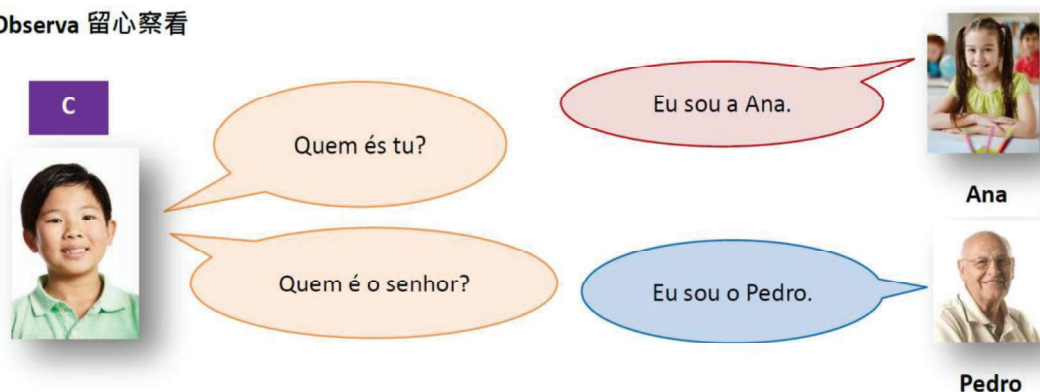 Observa 留心察看
C
Quem és tu?
Eu sou a Ana.
Ana
Quem é o senhor?
Eu sou o Pedro.
Pedro